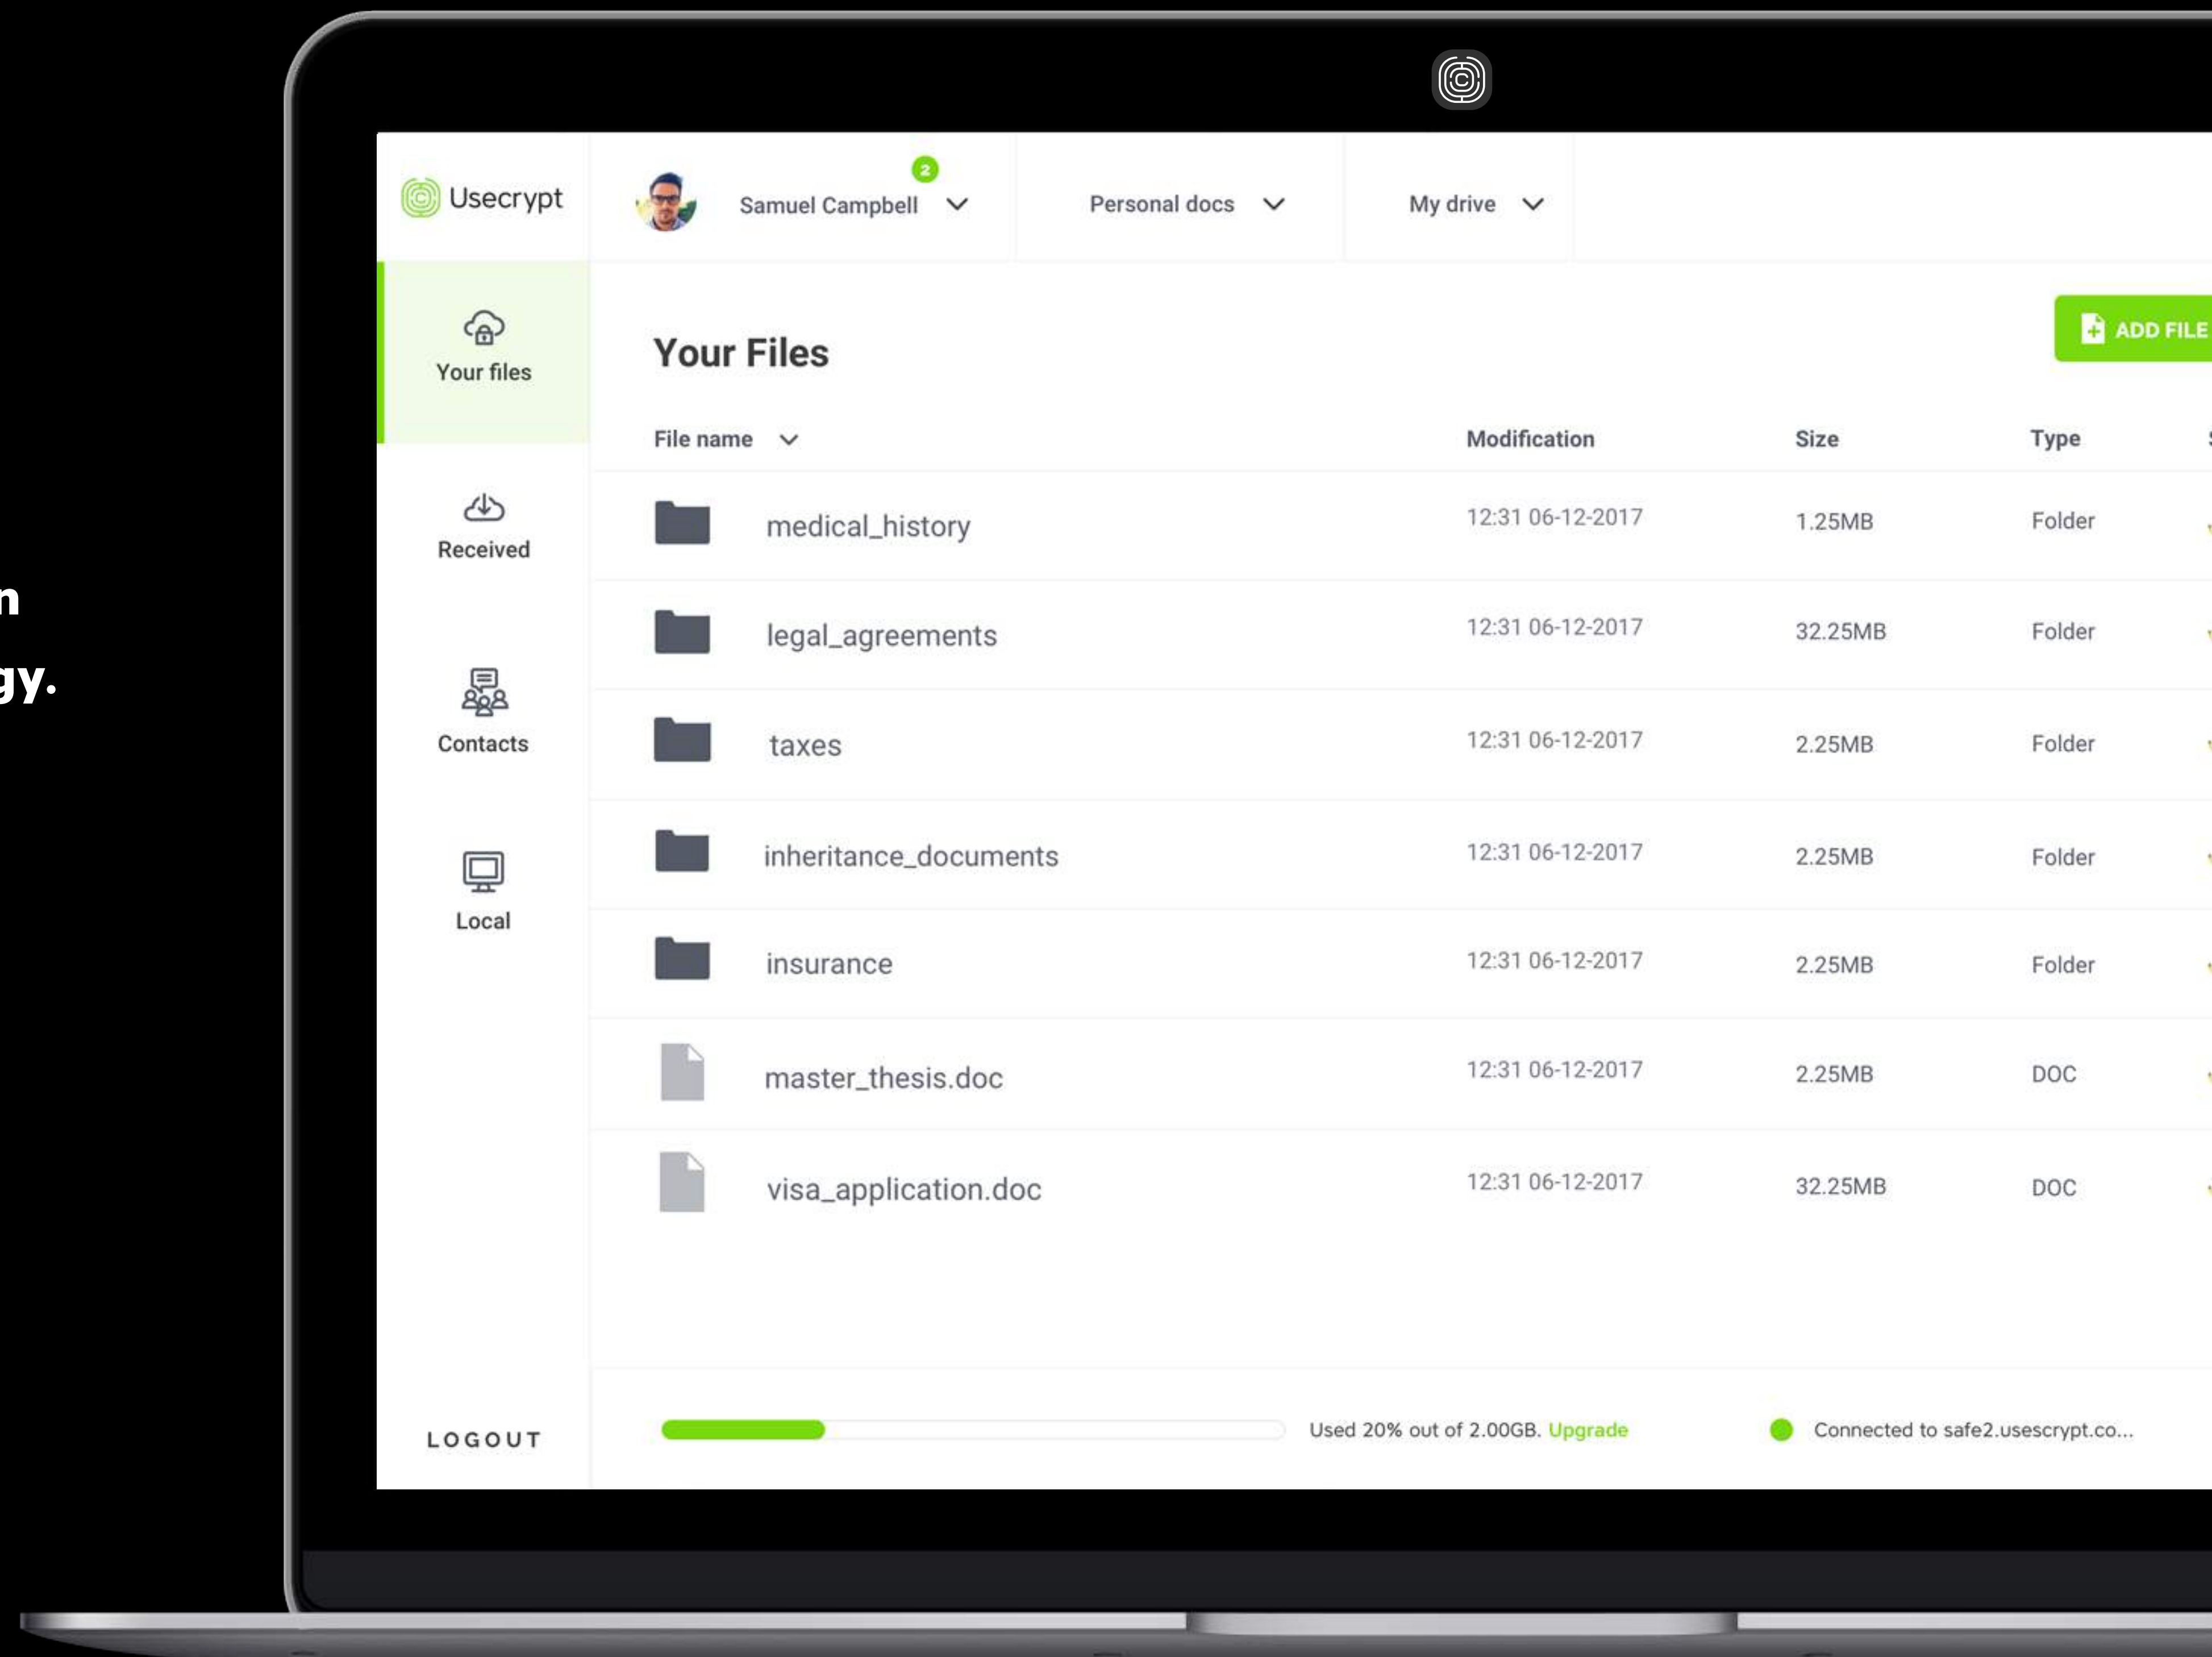 n
gy.
Usecrypt
2
Samuel Campbell
Personal docs
My drive
Your files
Received
Contacts
Local
LOGOUT
Your Files
ADD FILE
File name Modification Size Type
medical_history 12:31 06-12-2017 1.25MB Folder
legal_agreements 12:31 06-12-2017 32.25MB Folder
taxes 12:31 06-12-2017 2.25MB Folder
inheritance_documents 12:31 06-12-2017 2.25MB Folder
insurance 12:31 06-12-2017 2.25MB Folder
master_thesis.doc 12:31 06-12-2017 2.25MB DOC
visa_application.doc 12:31 06-12-2017 32.25MB DOC
Used 20% out of 2.00GB. Upgrade
Connected to safe2.usescrypt.co...